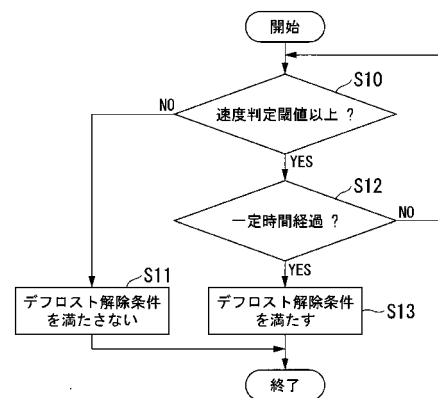 開始
S10
速度判定閾値以上 ?
NO
YES
S12
一定時間経過 ?
NO
YES
S11
デフロスト解除条件
を満たさない
デフロスト解除条件
を満たす
S13
終了